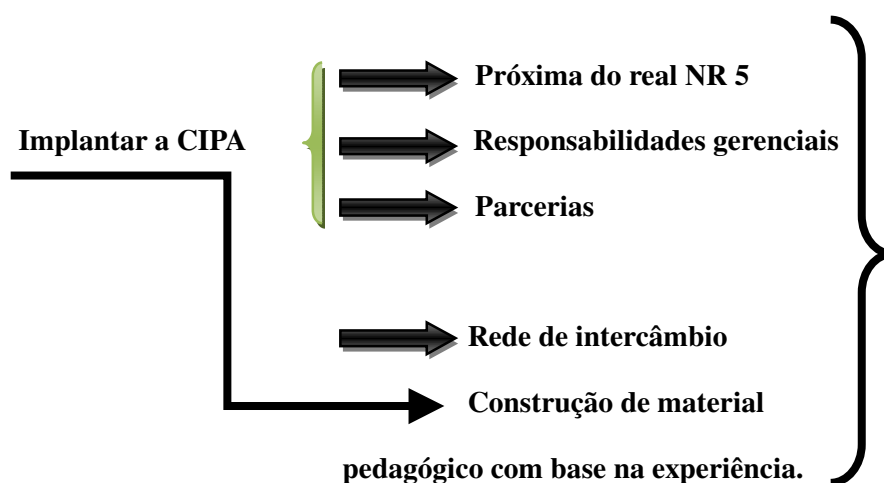 Próxima do real NR 5
Implantar a CIPA
Responsabilidades gerenciais
Parcerias
Rede de intercâmbio
Construção de material
pedagógico com base na experiência.